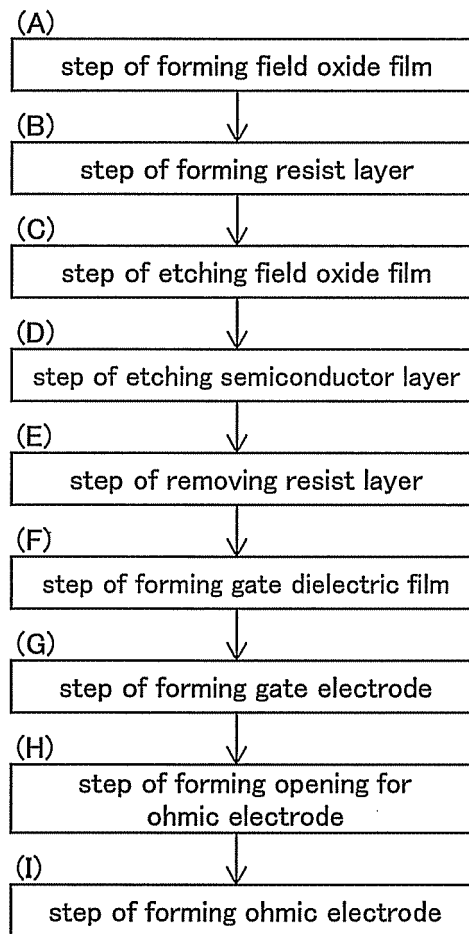 (A)
step of forming field oxide film
(B)
step of forming resist layer
(C)
step of etching field oxide film
(D)
step of etching semiconductor layer
(E)
step of removing resist layer
(F)
step of forming gate dielectric film
(G)
step of forming gate electrode
(H)
step of forming opening for
ohmic electrode
(I)
step of forming ohmic electrode